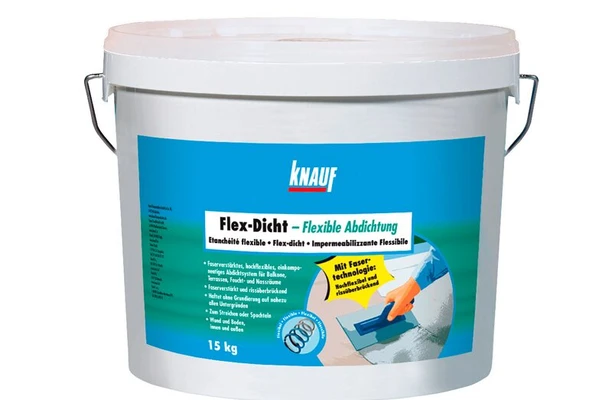 KNAUF
Flex-Dicht – Flexible Abdichtung
Etanchéité flexible • Flex-dicht • Impermeabilizzante Flessibile
• Faserverstärktes, hochflexibles, einkompo-
nentiges Abdichtsystem für Balkone,
Terrassen, Feucht- und Nassräume
• Faserverstärkt und rissüberbrückend
• Haftet ohne Grundierung auf nahezu
allen Untergründen
• Zum Streichen oder Spachteln
• Wand und Boden,
innen und außen
Mit Faser-
technologie:
Hochflexibel und
rissüberbrückend
15 kg